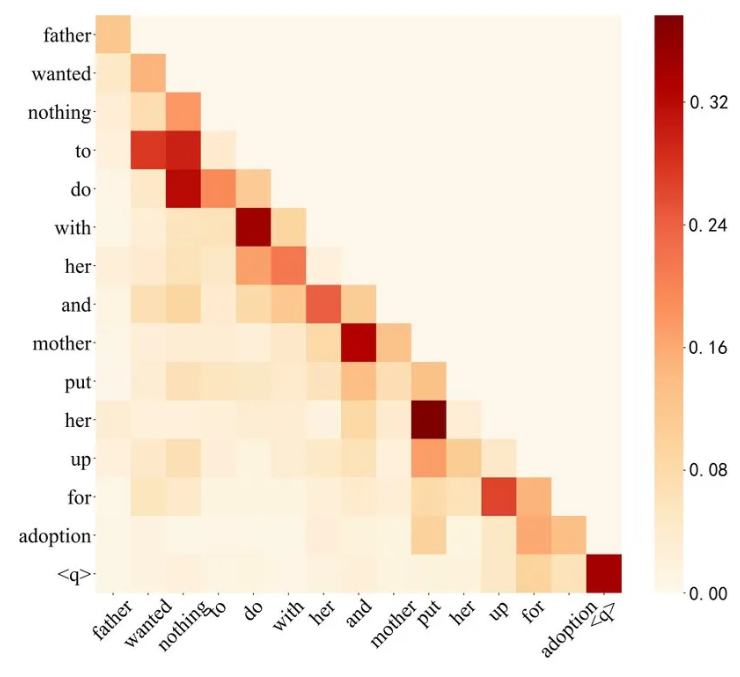 father
wanted
nothing
to
do
with
her
and
mother
put
her
up
for
adoption
<q>
father
wanted
nothing
to
do
with
her
and
mother
put
her
up
for
adoption
<q>
0.32
0.24
0.16
0.08
0.00